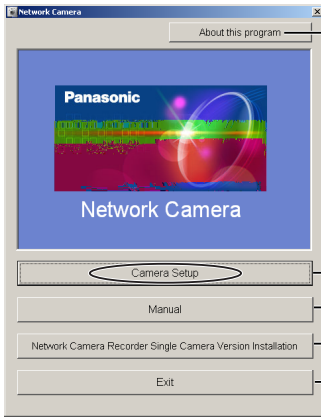 Network Camera
About this program
Panasonic
Network Camera
Camera Setup
Manual
Network Camera Recorder Single Camera Version Installation
Exit